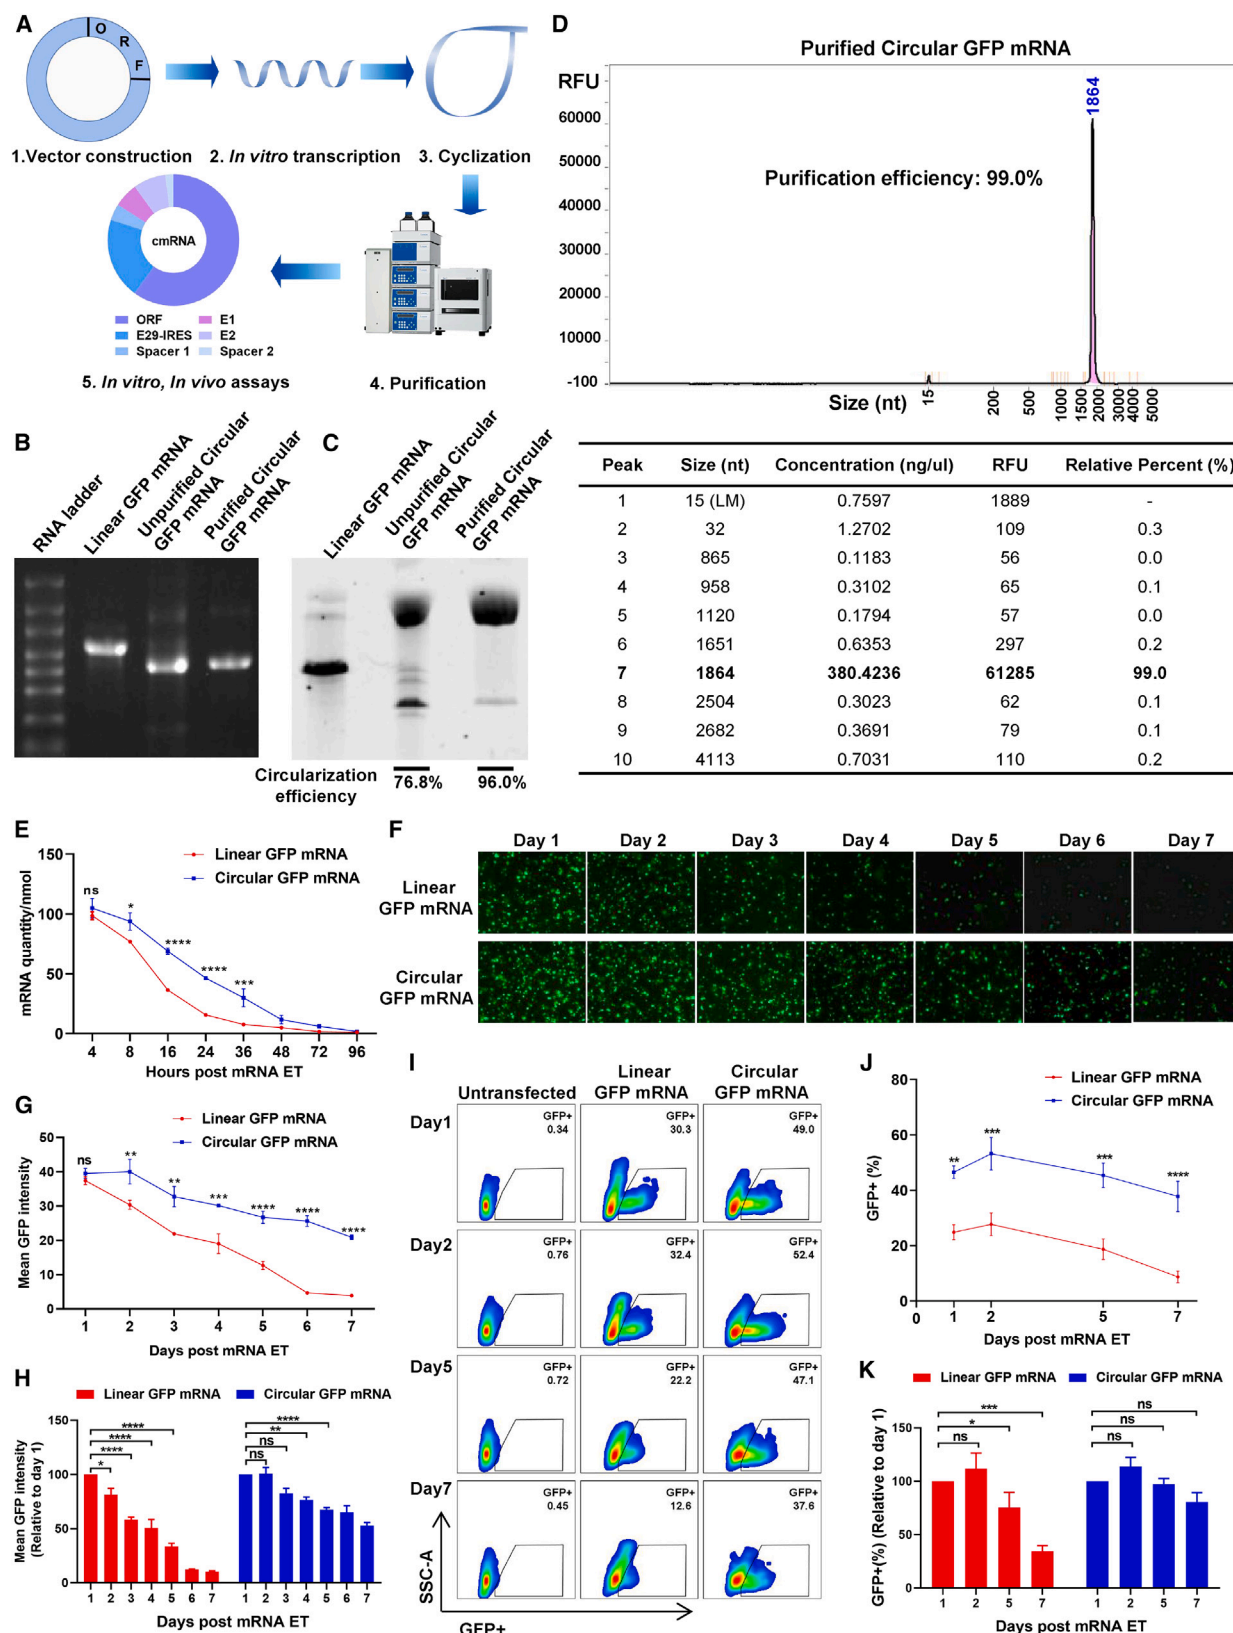 A
O
R
F
1.Vector construction
2. In vitro transcription
3. Cyclization
cmRNA
ORF
E1
E29-IRES
E2
Spacer 1
Spacer 2
5. In vitro, In vivo assays
4. Purification
B
RNA ladder
Linear GFP mRNA
Unpurified Circular
GFP mRNA
Purified Circular
GFP mRNA
C
Linear GFP mRNA
Unpurified Circular
GFP mRNA
Purified Circular
GFP mRNA
Circularization
efficiency
76.8%
96.0%
D
Purified Circular GFP mRNA
RFU
1864
60000
50000
40000
30000
20000
10000
-100
Purification efficiency: 99.0%
Size (nt)
15
200
500
1000
1500
2000
3000
4000
5000
Peak Size (nt) Concentration (ng/ul) RFU Relative Percent (%)
1 15 (LM) 0.7597 1889 -
2 32 1.2702 109 0.3
3 865 0.1183 56 0.0
4 958 0.3102 65 0.1
5 1120 0.1794 57 0.0
6 1651 0.6353 297 0.2
7 1864 380.4236 61285 99.0
8 2504 0.3023 62 0.1
9 2682 0.3691 79 0.1
10 4113 0.7031 110 0.2
E
Linear GFP mRNA
Circular GFP mRNA
mRNA quantity/nmol
150
100
50
0
ns
*
****
****
***
4 8 16 24 36 48 72 96
Hours post mRNA ET
F
Day 1 Day 2 Day 3 Day 4 Day 5 Day 6 Day 7
Linear
GFP mRNA
Circular
GFP mRNA
G
Linear GFP mRNA
Circular GFP mRNA
Mean GFP intensity
50
40
30
20
10
0
ns
**
**
***
****
****
****
1 2 3 4 5 6 7
Days post mRNA ET
H
Linear GFP mRNA
Circular GFP mRNA
Mean GFP intensity
(Relative to day 1)
150
100
50
0
****
****
****
*
****
**
ns
ns
1 2 3 4 5 6 7 1 2 3 4 5 6 7
Days post mRNA ET
I
Untransfected
Linear
GFP mRNA
Circular
GFP mRNA
Day1
GFP+
0.34
GFP+
30.3
GFP+
49.0
Day2
GFP+
0.76
GFP+
32.4
GFP+
52.4
Day5
GFP+
0.72
GFP+
22.2
GFP+
47.1
Day7
GFP+
0.45
GFP+
12.6
GFP+
37.6
SSC-A
GFP+
J
Linear GFP mRNA
Circular GFP mRNA
GFP+ (%)
80
60
40
20
0
**
***
***
****
0 1 2 5 7
Days post mRNA ET
K
Linear GFP mRNA
Circular GFP mRNA
GFP+(%) (Relative to day 1)
150
100
50
0
***
*
ns
ns
ns
ns
1 2 5 7 1 2 5 7
Days post mRNA ET